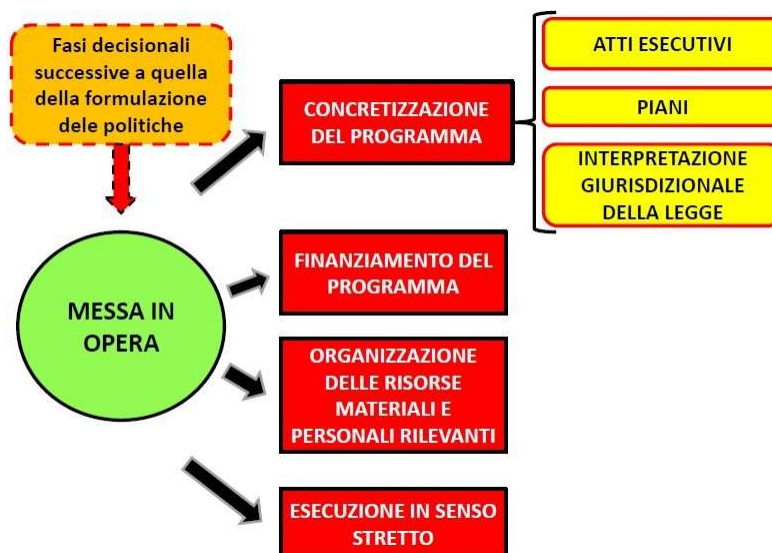 Fasi decisionali
successive a quella
della formulazione
dele politiche
MESSA IN
OPERA
CONCRETIZZAZIONE
DEL PROGRAMMA
ATTI ESECUTIVI
PIANI
INTERPRETAZIONE
GIURISDIZIONALE
DELLA LEGGE
FINANZIAMENTO DEL
PROGRAMMA
ORGANIZZAZIONE
DELLE RISORSE
MATERIALI E
PERSONALI RILEVANTI
ESECUZIONE IN SENSO
STRETTO